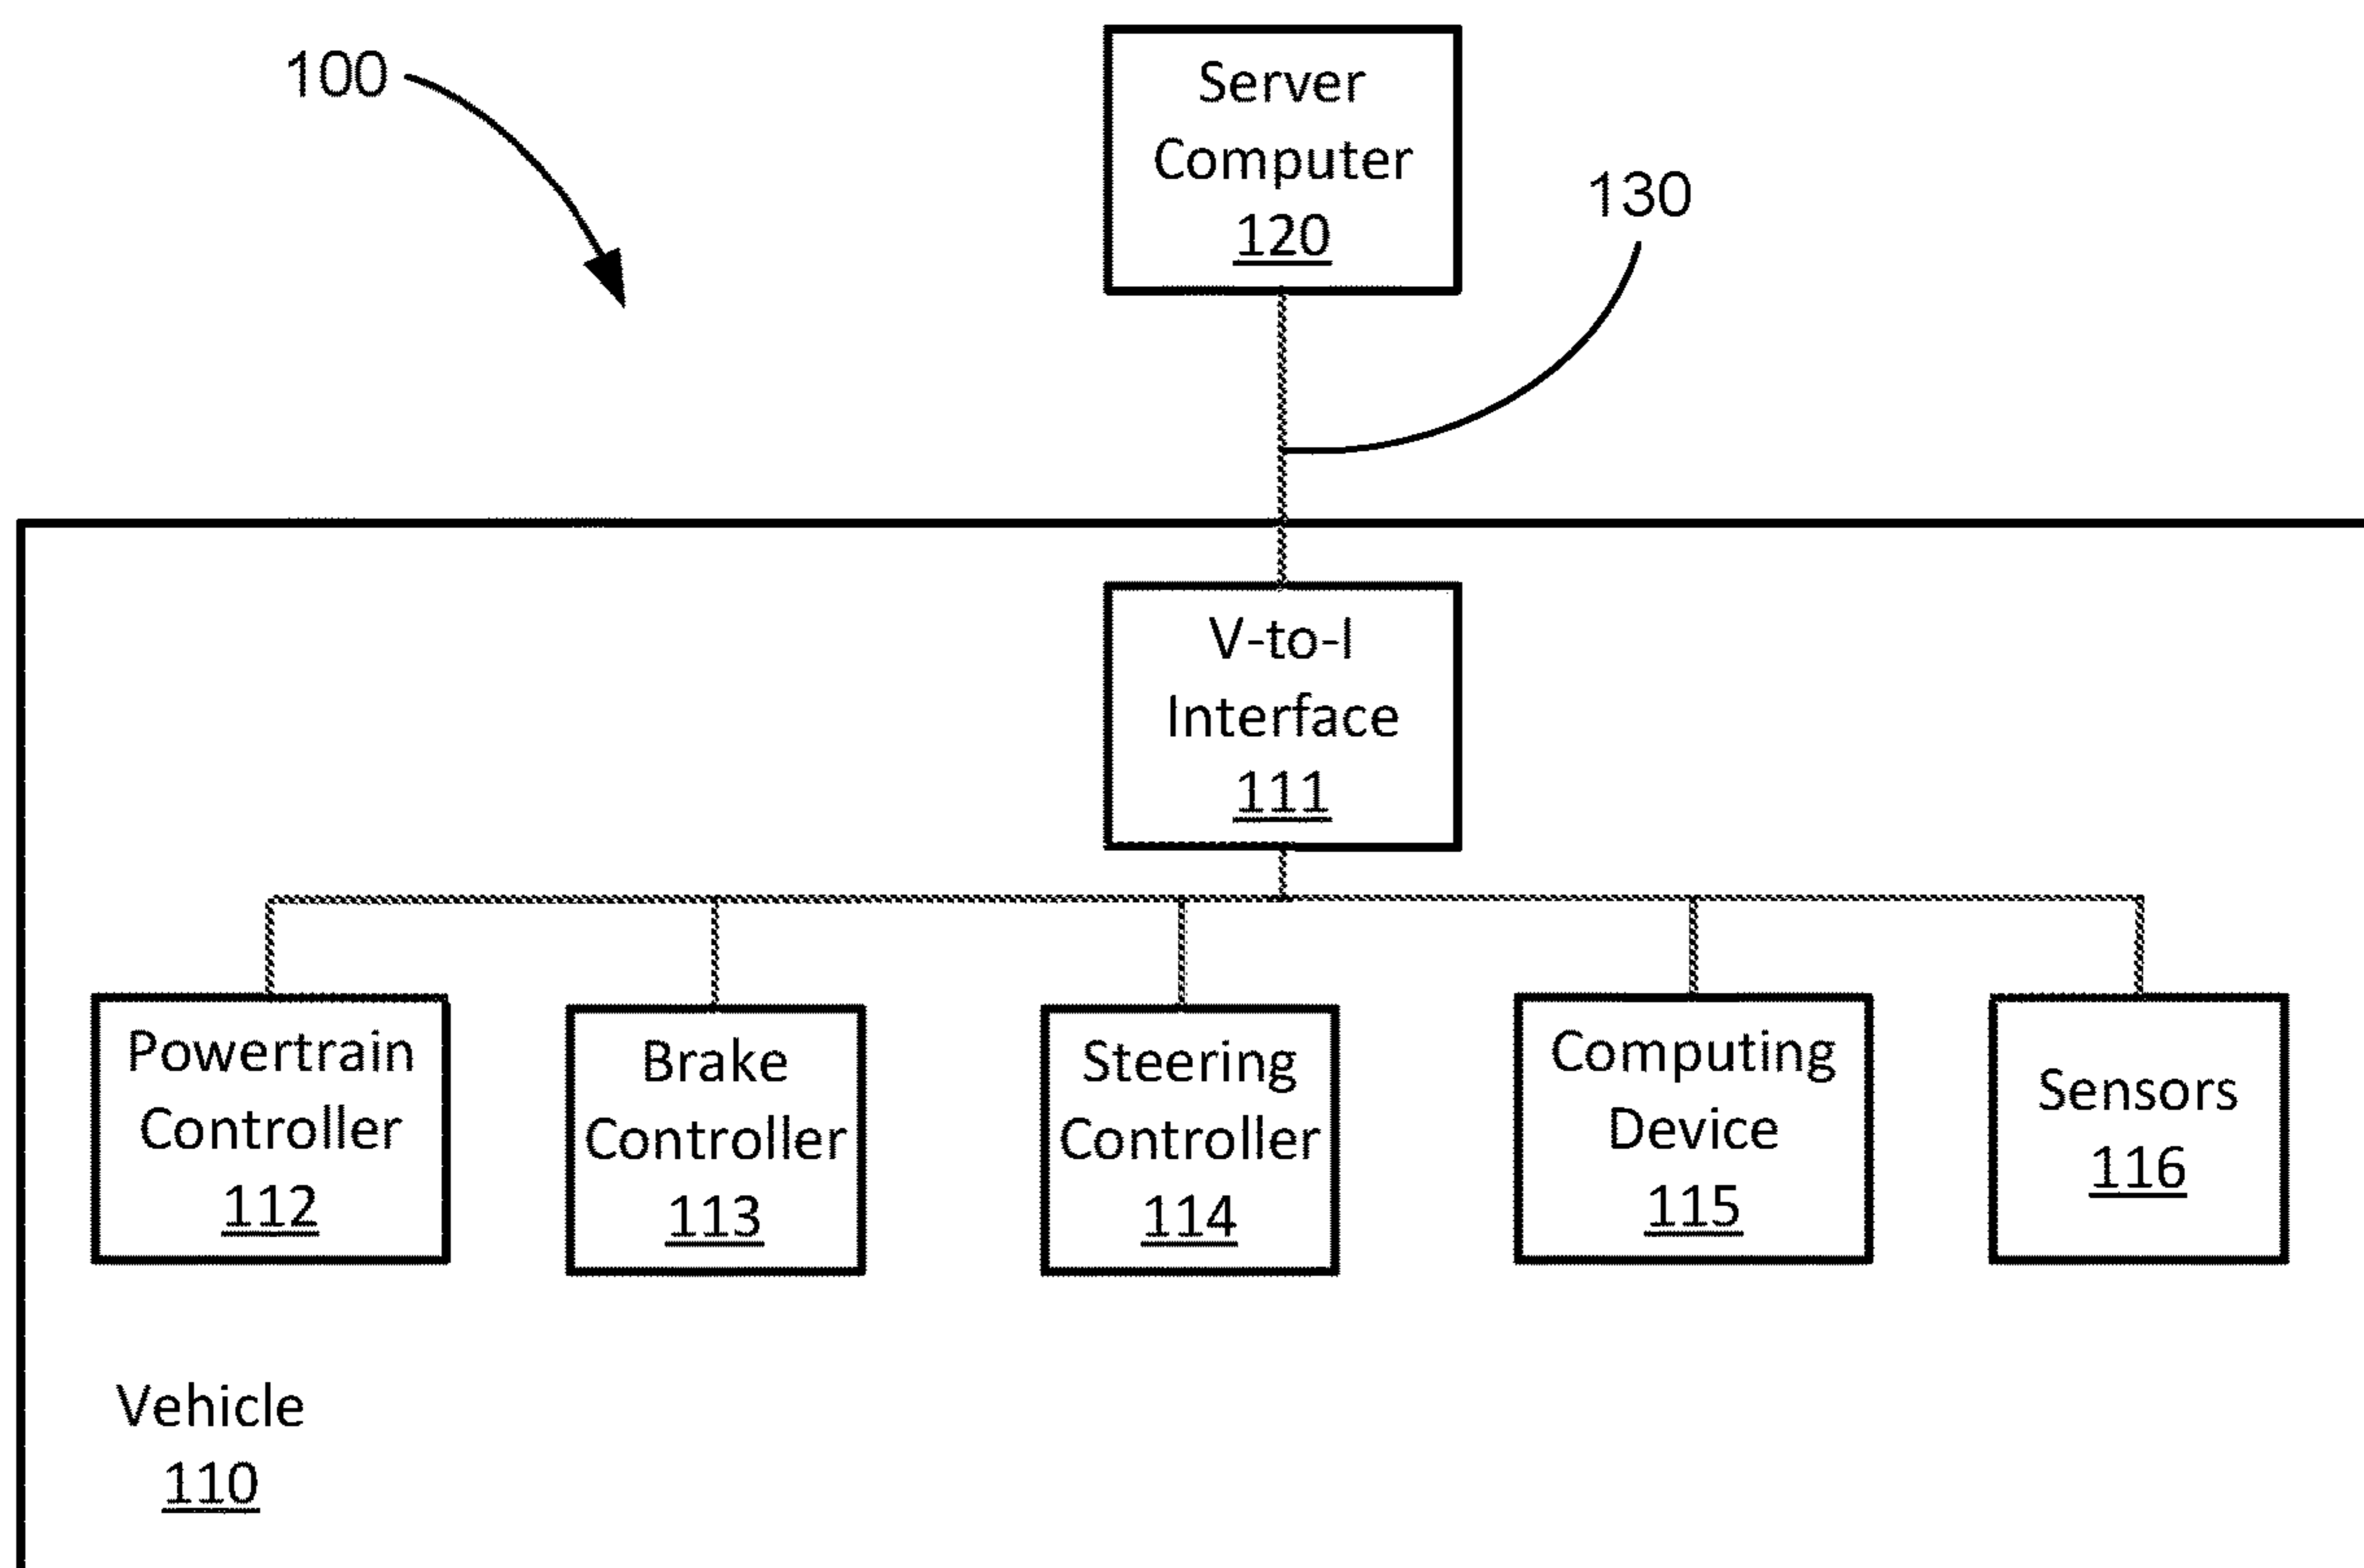 100
Server
Computer
120
130
V-to-I
Interface
111
Powertrain
Controller
112
Brake
Controller
113
Steering
Controller
114
Computing
Device
115
Sensors
116
Vehicle
110